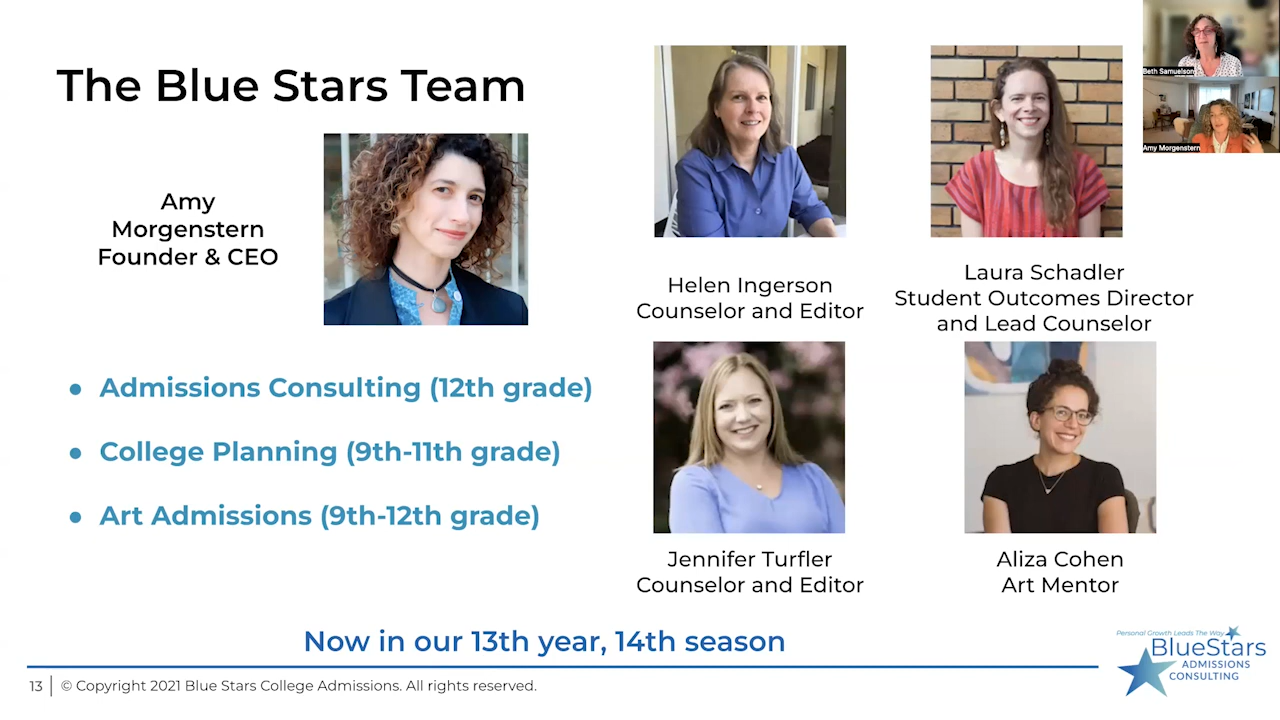 The Blue Stars Team
Amy
Morgenstern
Founder & CEO
● Admissions Consulting (12th grade)
● College Planning (9th-11th grade)
● Art Admissions (9th-12th grade)
Helen Ingerson
Counselor and Editor
Laura Schadler
Student Outcomes Director
and Lead Counselor
Jennifer Turfler
Counselor and Editor
Aliza Cohen
Art Mentor
Beth Samuelson
Amy Morgenstern
Now in our 13th year, 14th season
13 | © Copyright 2021 Blue Stars College Admissions. All rights reserved.
Personal Growth Leads The Way
BlueStars
ADMISSIONS
CONSULTING